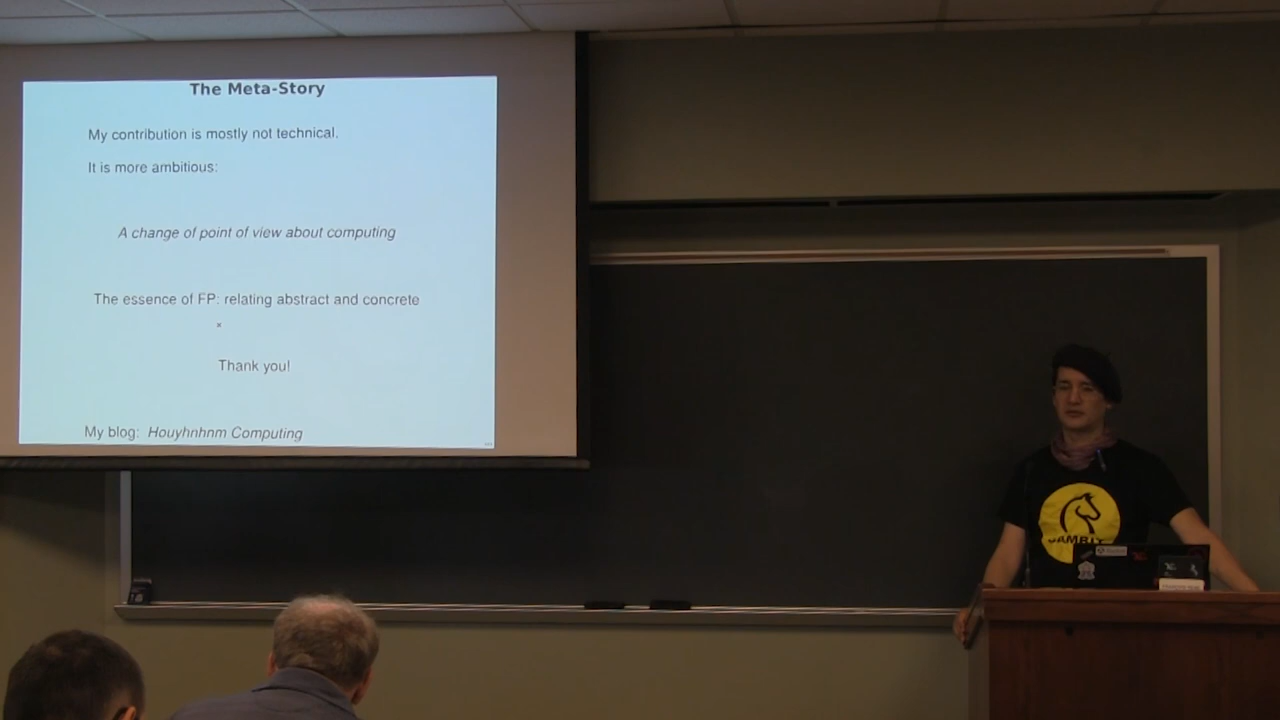 The Meta-Story
My contribution is mostly not technical.
It is more ambitious:
A change of point of view about computing
The essence of FP: relating abstract and concrete
×
Thank you!
My blog: Houyhnhnm Computing
GAMBIT